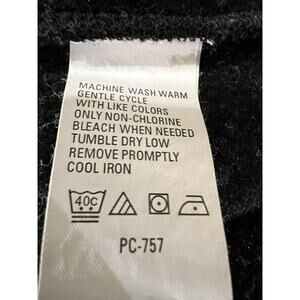 MACHINE WASH WARM
GENTLE CYCLE
WITH LIKE COLORS
ONLY NON-CHLORINE
BLEACH WHEN NEEDED
TUMBLE DRY LOW
REMOVE PROMPTLY
COOL IRON
40C
PC-757